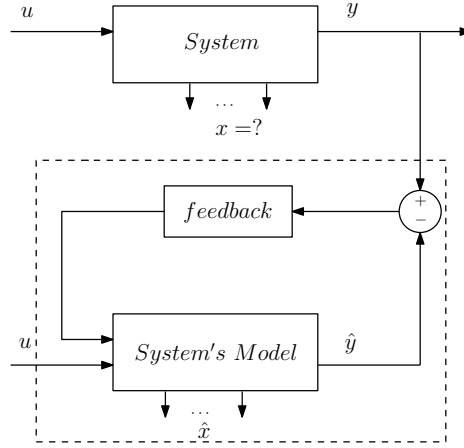 u
y
System
...
x =?
+
−
feedback
u
System's Model
ŷ
...
x̂